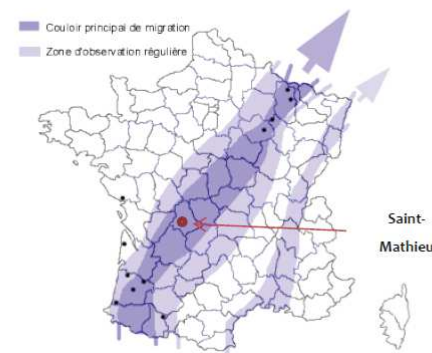 Couloir principal de migration
Zone d'observation régulière
Saint-
Mathieu